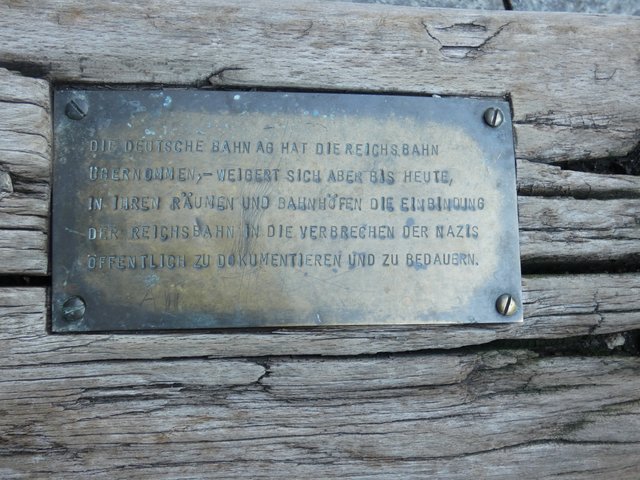 DIE DEUTSCHE BAHN AG HAT DIE REICHSBAHN
ÜBERNOMMEN,– WEIGERT SICH ABER BIS HEUTE,
IN IHREN RÄUMEN UND BAHNHÖFEN DIE EINBINDUNG
DER REICHSBAHN IN DIE VERBRECHEN DER NAZIS
ÖFFENTLICH ZU DOKUMENTIEREN UND ZU BEDAUERN.